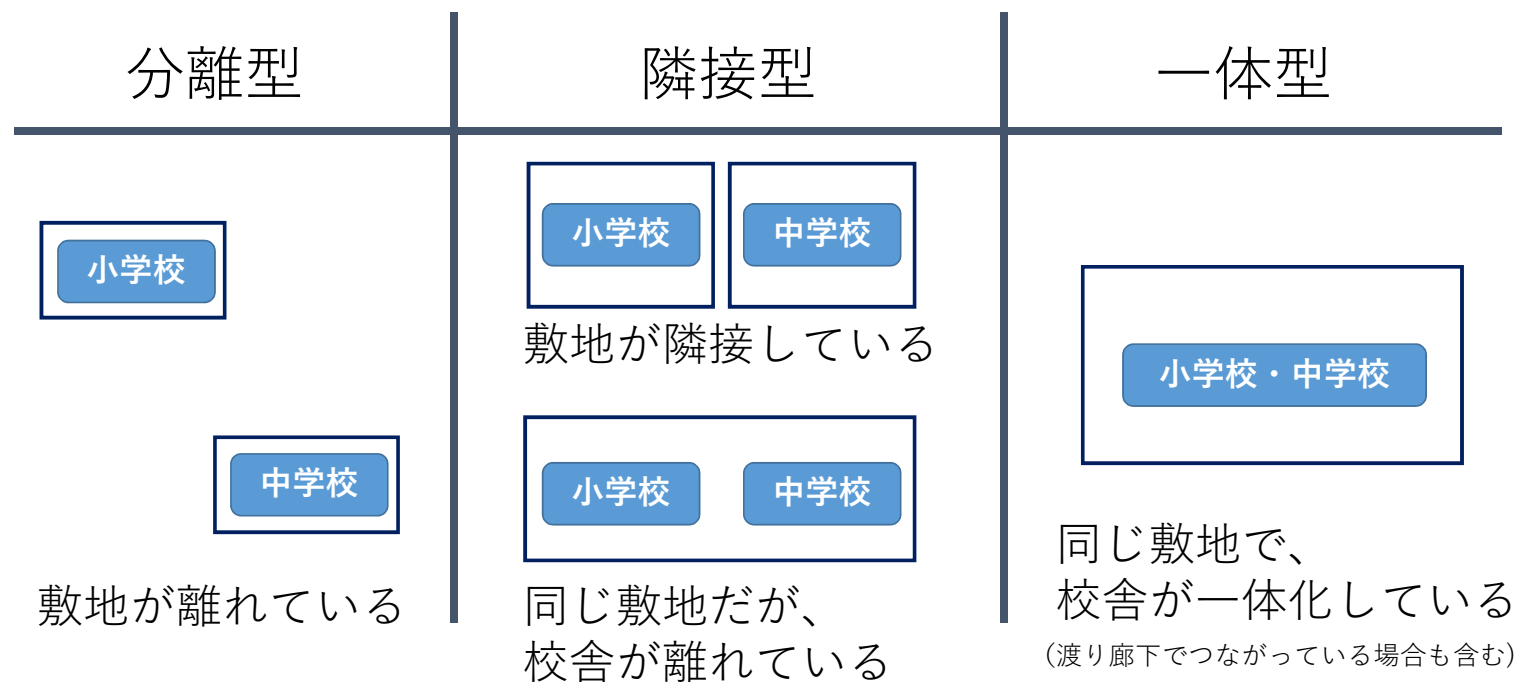 分離型
隣接型
一体型
小学校
中学校
敷地が離れている
小学校
中学校
敷地が隣接している
小学校
中学校
同じ敷地だが、
校舎が離れている
小学校・中学校
同じ敷地で、
校舎が一体化している
(渡り廊下でつながっている場合も含む)